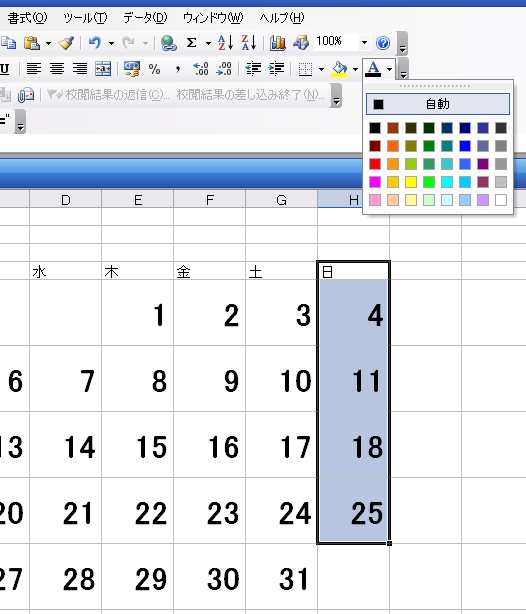 書式(O) ツール(T) データ(D) ウィンドウ(W) ヘルプ(H)
Σ A Z Z A 100% ?
U % , A
校閲結果の返信(C)... 校閲結果の差し込み終了(N)...
自動
D E F G H
水 木 金 土 日
1 2 3 4
6 7 8 9 10 11
13 14 15 16 17 18
20 21 22 23 24 25
27 28 29 30 31